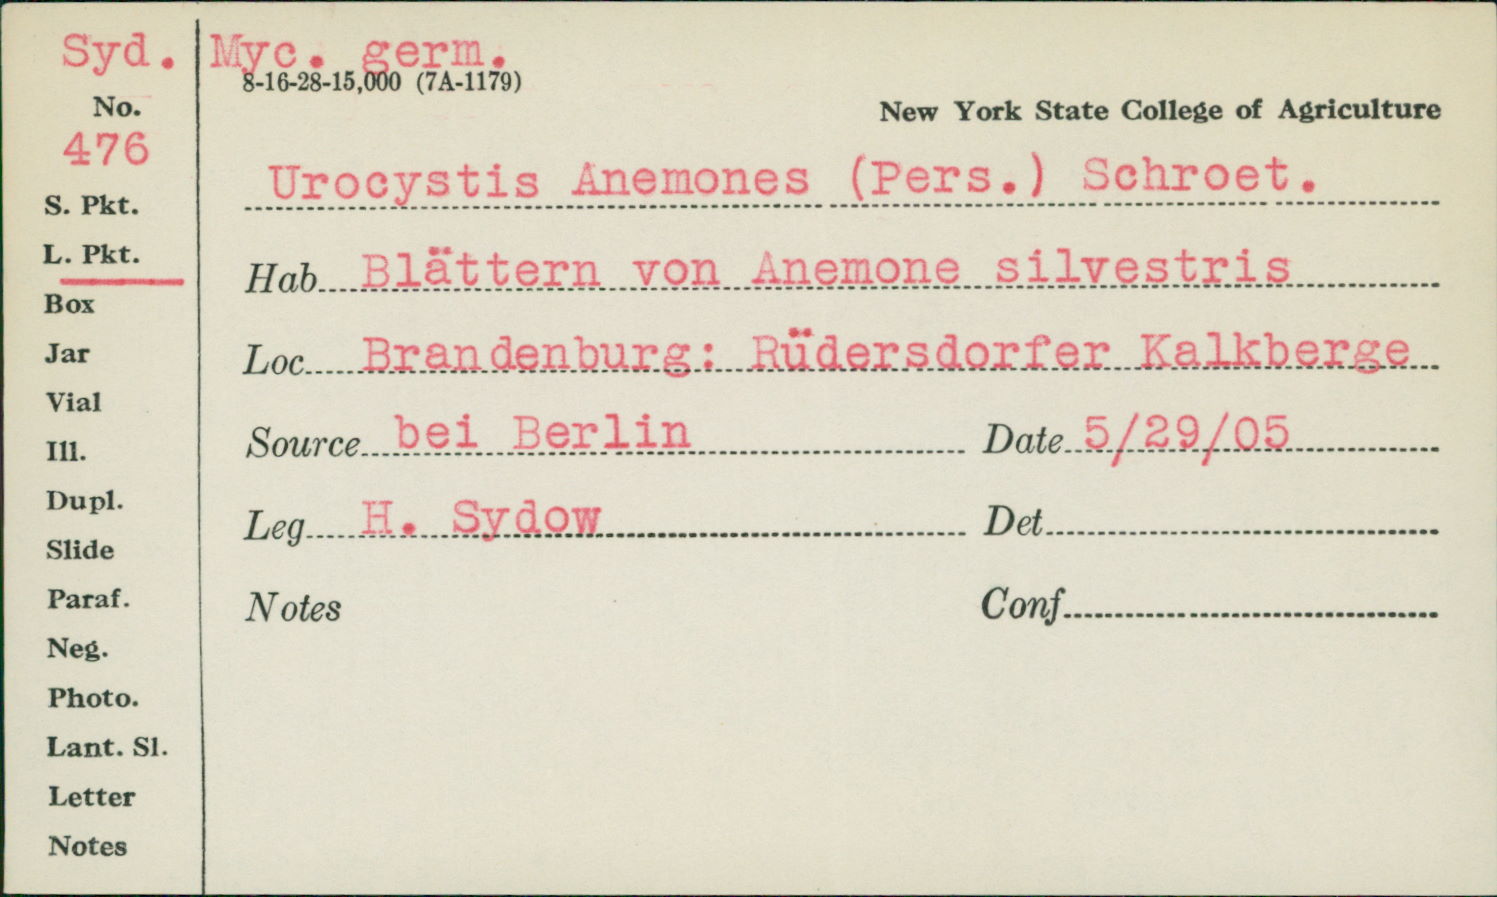 Syd. Myc. germ.
8-16-28-15,000 (7A-1179)
No.
New York State College of Agriculture
476
Urocystis Anemones (Pers.) Schroet.
S. Pkt.
L. Pkt.
Hab. Blättern von Anemone silvestris
Box
Jar
Loc. Brandenburg: Rüdersdorfer Kalkberge
Vial
Source bei Berlin Date 5/29/05
Ill.
Dupl.
Leg. H. Sydow Det.
Slide
Paraf.
Notes Conf.
Neg.
Photo.
Lant. Sl.
Letter
Notes